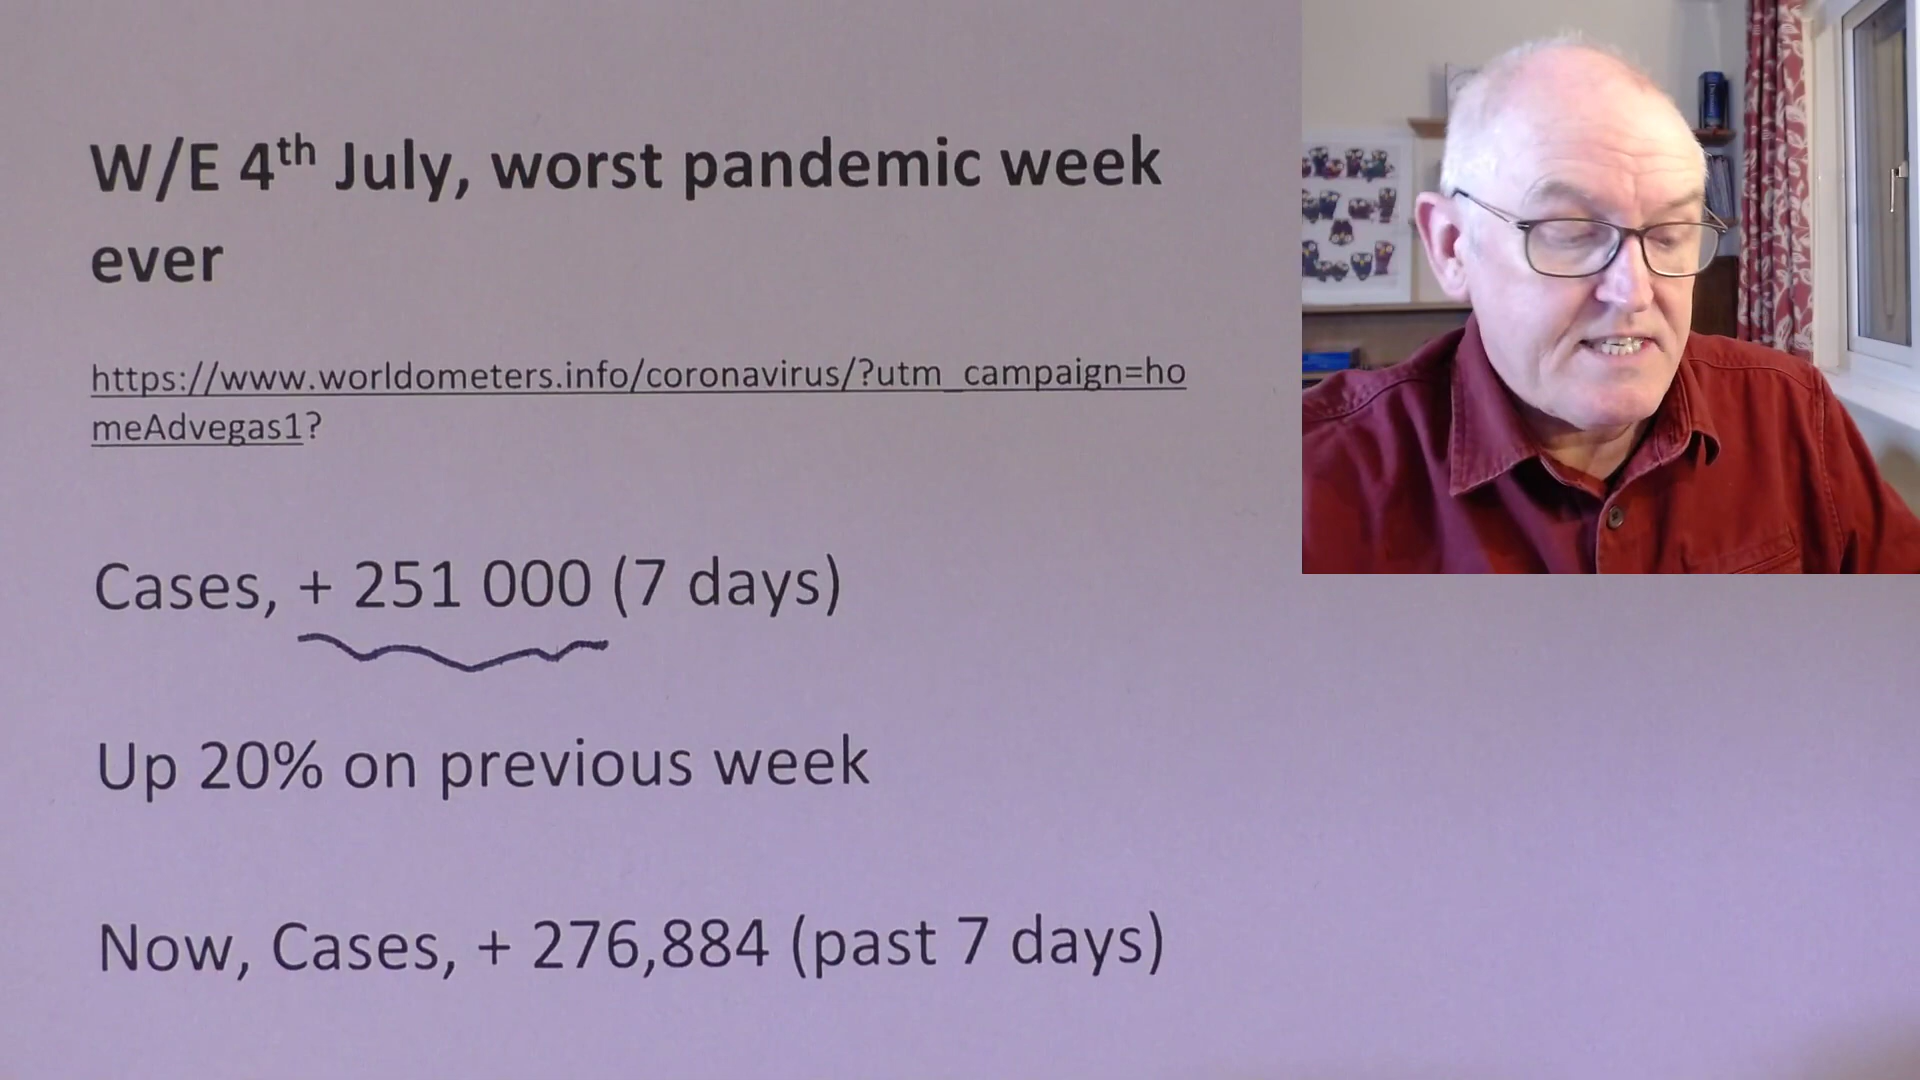 W/E 4th July, worst pandemic week
ever
https://www.worldometers.info/coronavirus/?utm_campaign=ho
meAdvegas1?
Cases, + 251 000 (7 days)
Up 20% on previous week
Now, Cases, + 276,884 (past 7 days)